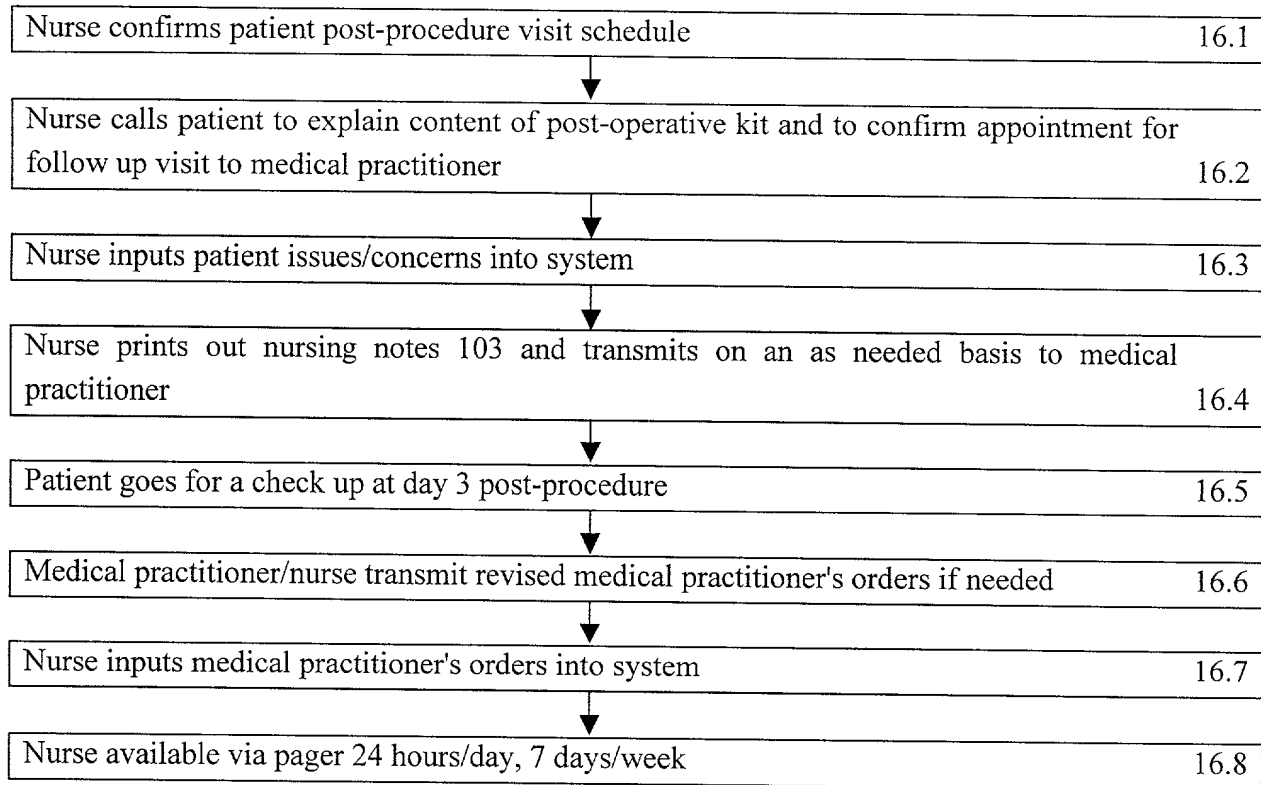 Nurse confirms patient post-procedure visit schedule 16.1
Nurse calls patient to explain content of post-operative kit and to confirm appointment for
follow up visit to medical practitioner 16.2
Nurse inputs patient issues/concerns into system 16.3
Nurse prints out nursing notes 103 and transmits on an as needed basis to medical
practitioner 16.4
Patient goes for a check up at day 3 post-procedure 16.5
Medical practitioner/nurse transmit revised medical practitioner's orders if needed 16.6
Nurse inputs medical practitioner's orders into system 16.7
Nurse available via pager 24 hours/day, 7 days/week 16.8